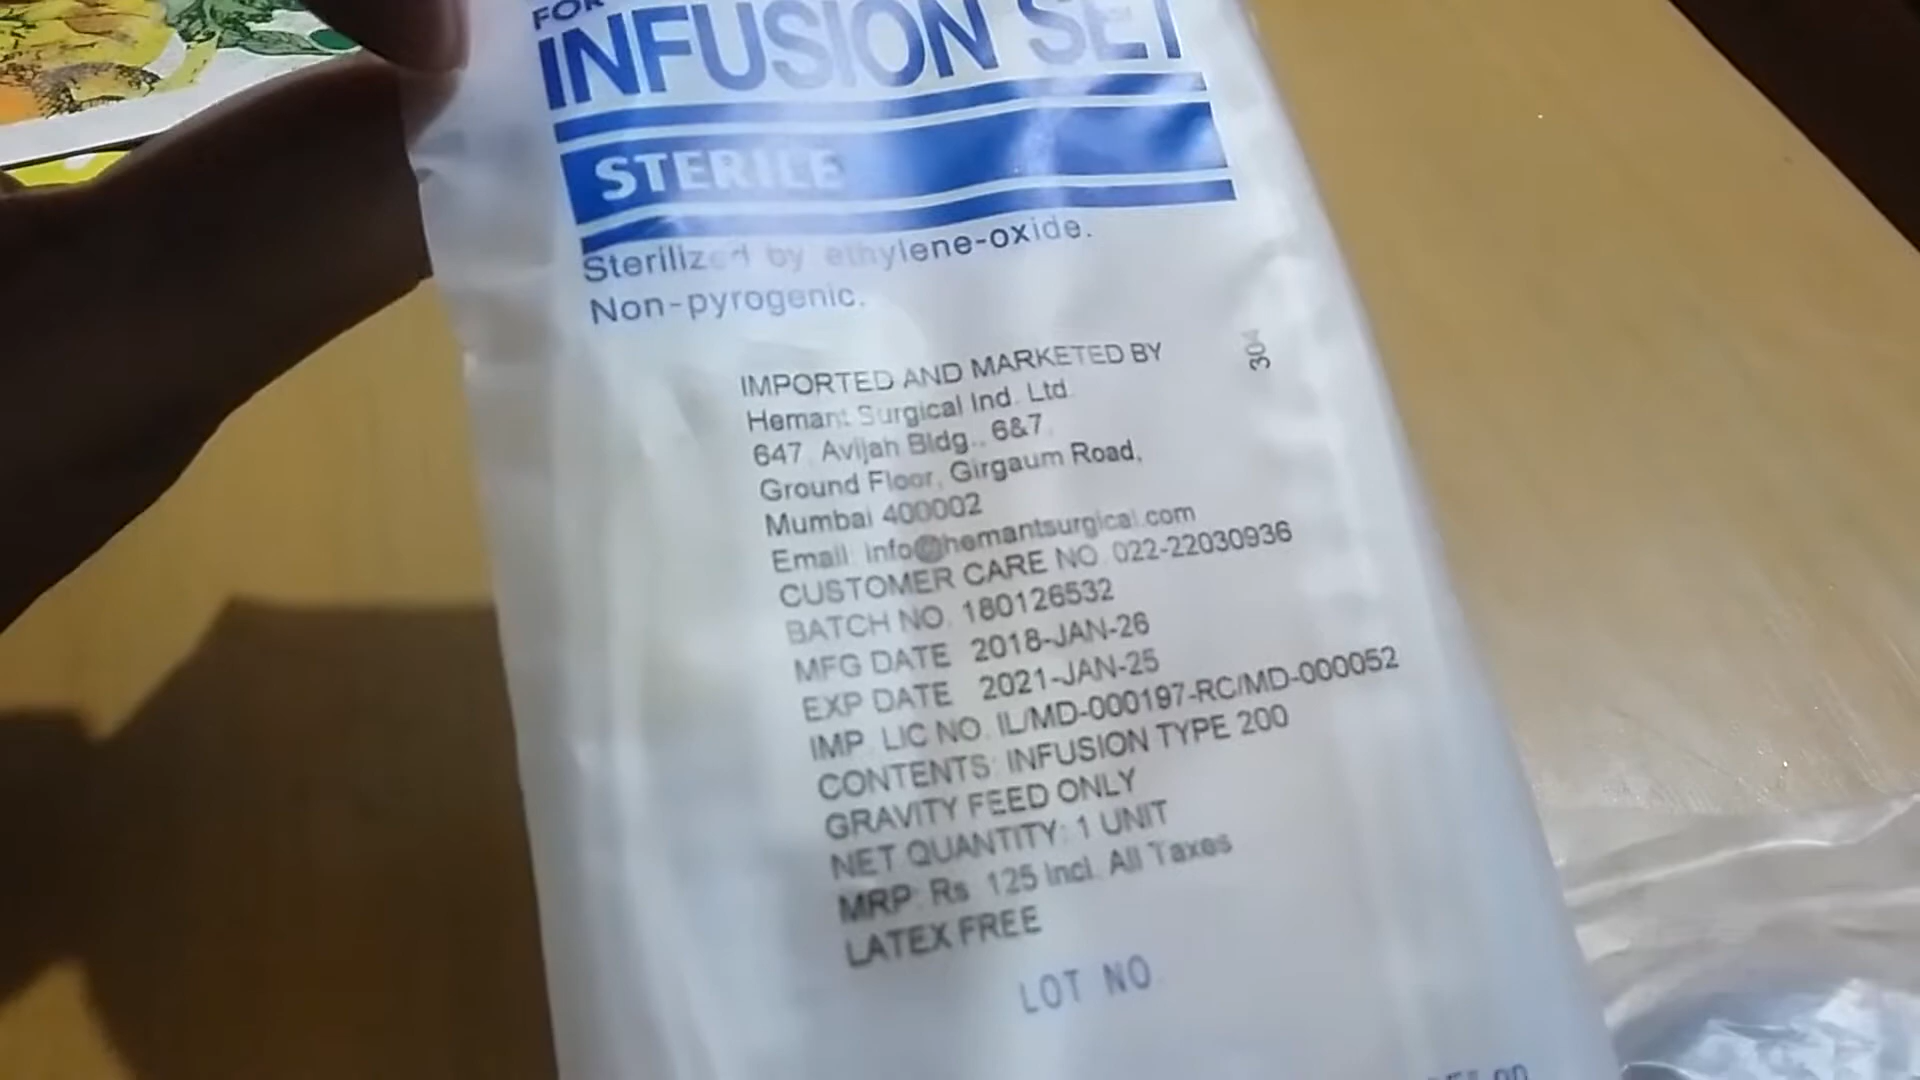 FOR
INFUSION SET
STERILE
Sterilized by ethylene-oxide.
Non-pyrogenic.
304
IMPORTED AND MARKETED BY
Hemant Surgical Ind. Ltd.
647, Avijah Bldg., 6&7,
Ground Floor, Girgaum Road,
Mumbai 400002
Email: info@hemantsurgical.com
CUSTOMER CARE NO. 022-22030936
BATCH NO. 180126532
MFG DATE 2018-JAN-26
EXP DATE 2021-JAN-25
IMP. LIC NO. IL/MD-000197-RC/MD-000052
CONTENTS: INFUSION TYPE 200
GRAVITY FEED ONLY
NET QUANTITY: 1 UNIT
MRP: Rs. 125 Incl. All Taxes
LATEX FREE
LOT NO